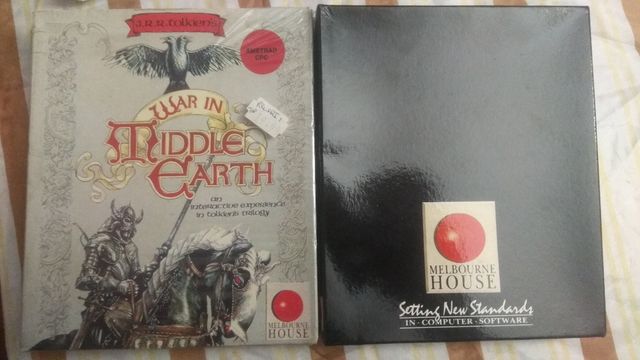 J.R.R.Tolkien's
AMSTRAD
CPC
WAR IN
MIDDLE
EARTH
an
interactive experience
in tolkiens trilogy
MELBOURNE
HOUSE
MELBOURNE
HOUSE
Setting New Standards
IN · COMPUTER · SOFTWARE